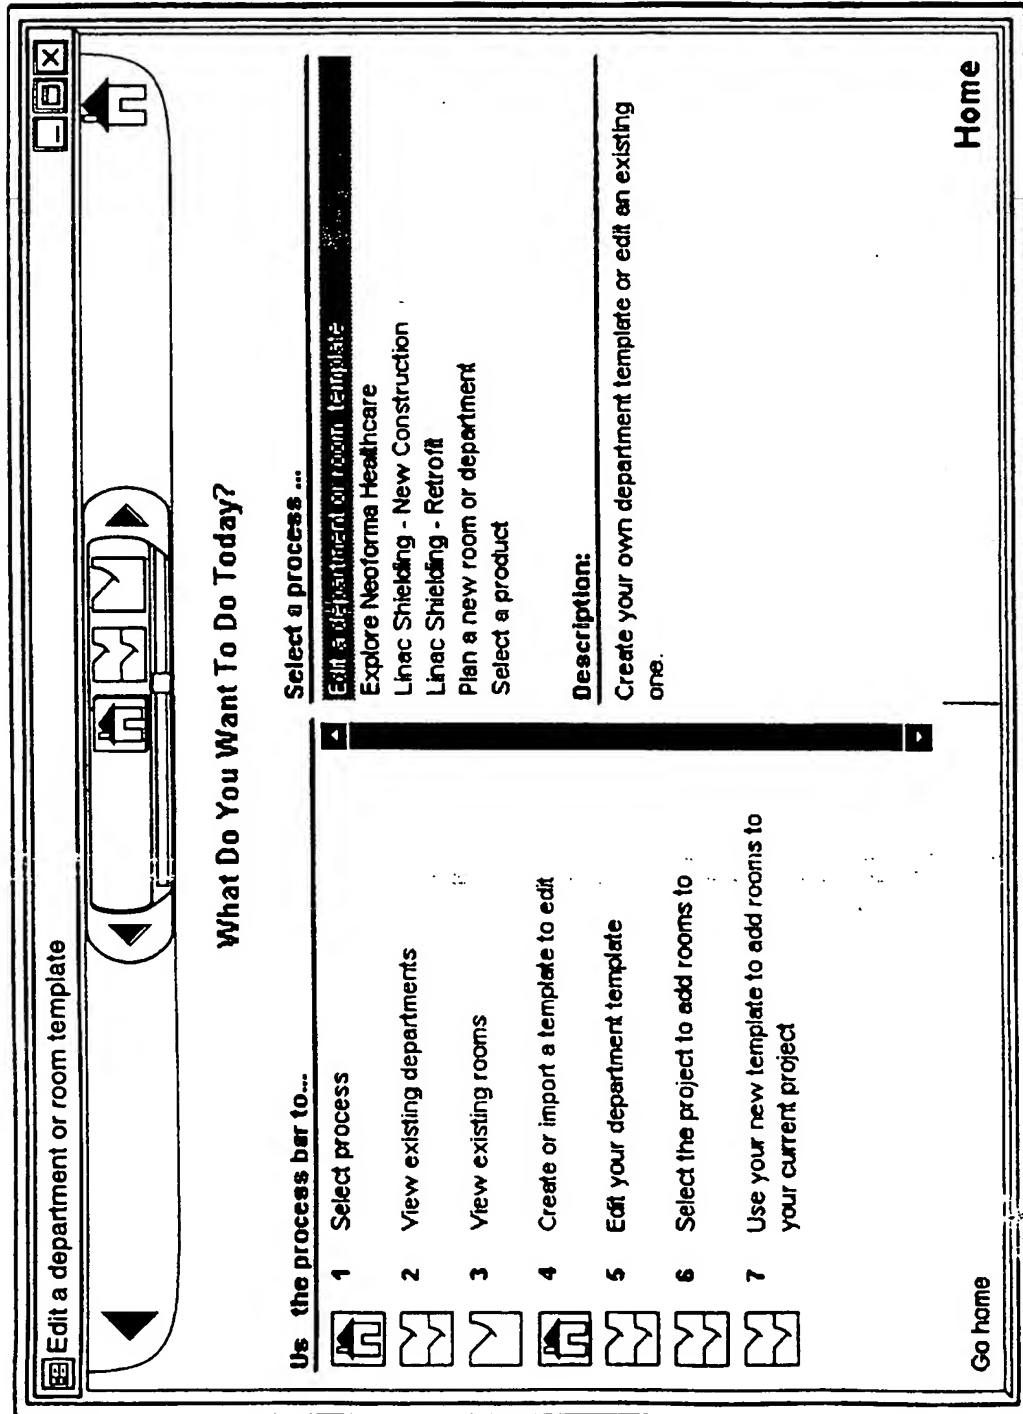 Edit a department or room template
What Do You Want To Do Today?
Us the process bar to...
1 Select process
2 View existing departments
3 View existing rooms
4 Create or import a template to edit
5 Edit your department template
6 Select the project to add rooms to
7 Use your new template to add rooms to
your current project
Select a process ...
Edit a department or room template
Explore Neoforma Healthcare
Linac Shielding - New Construction
Linac Shielding - Retrofit
Plan a new room or department
Select a product
Description:
Create your own department template or edit an existing
one.
Go home
Home